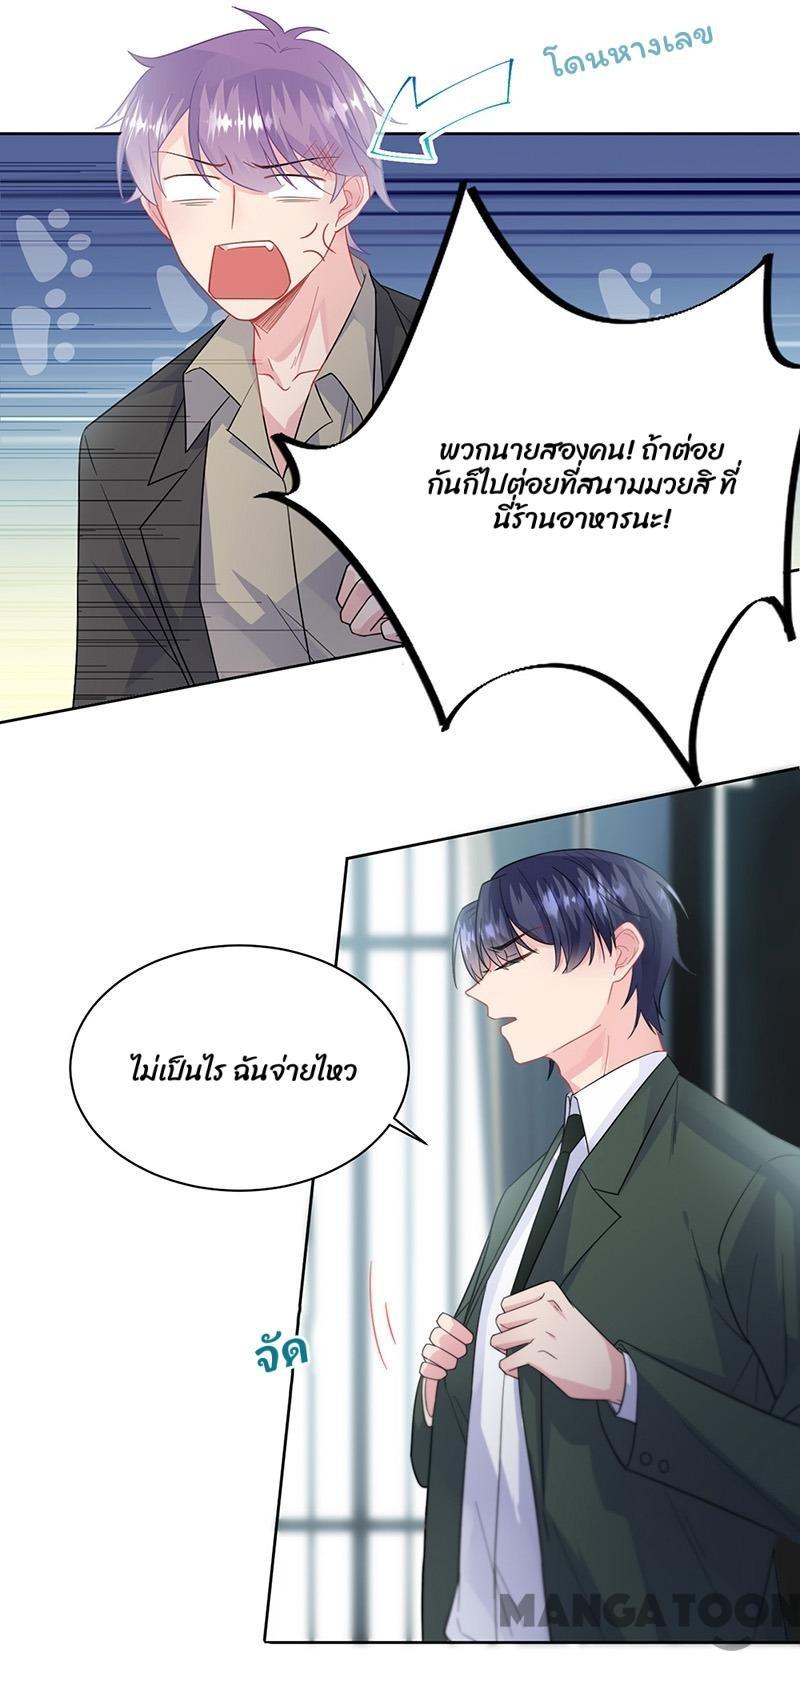 โดนหางเลข
พวกนายสองคน! ถ้าต่อย
กันก็ไปต่อยที่สนามมวยสิ ที่
นี่ร้านอาหารนะ!
ไม่เป็นไร ฉันจ่ายไหว
จัด
MANGATOON